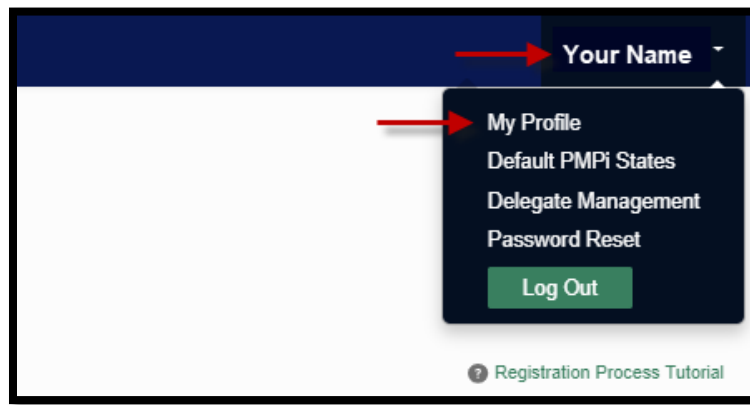 Your Name
My Profile
Default PMPi States
Delegate Management
Password Reset
Log Out
? Registration Process Tutorial